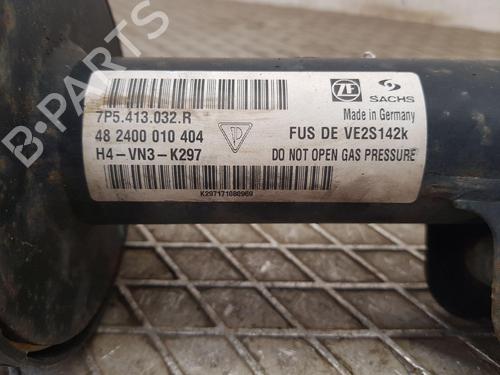 B-PARTS
ZF
SACHS
7P5.413.032.R
Made in Germany
48 2400 010 404
FUS DE VE2S142k
H4-VN3-K297
DO NOT OPEN GAS PRESSURE
K297171080969